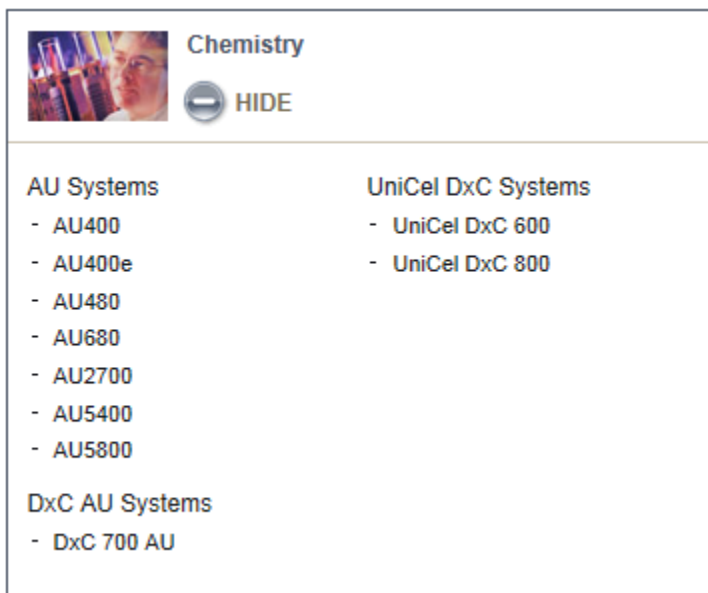 Chemistry
HIDE
AU Systems
- AU400
- AU400e
- AU480
- AU680
- AU2700
- AU5400
- AU5800
DxC AU Systems
- DxC 700 AU
UniCel DxC Systems
- UniCel DxC 600
- UniCel DxC 800